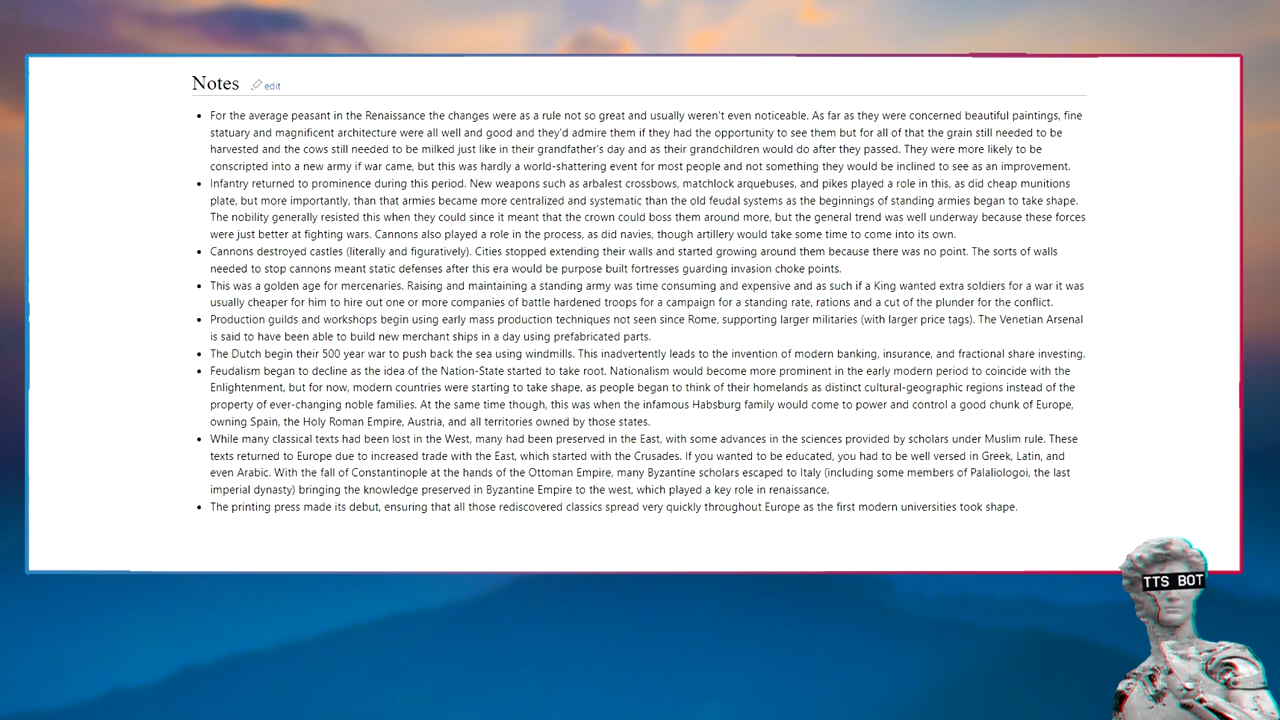 Notes edit
For the average peasant in the Renaissance the changes were as a rule not so great and usually weren't even noticeable. As far as they were concerned beautiful paintings, fine
statuary and magnificent architecture were all well and good and they'd admire them if they had the opportunity to see them but for all of that the grain still needed to be
harvested and the cows still needed to be milked just like in their grandfather's day and as their grandchildren would do after they passed. They were more likely to be
conscripted into a new army if war came, but this was hardly a world-shattering event for most people and not something they would be inclined to see as an improvement.
Infantry returned to prominence during this period. New weapons such as arbalest crossbows, matchlock arquebuses, and pikes played a role in this, as did cheap munitions
plate, but more importantly, than that armies became more centralized and systematic than the old feudal systems as the beginnings of standing armies began to take shape.
The nobility generally resisted this when they could since it meant that the crown could boss them around more, but the general trend was well underway because these forces
were just better at fighting wars. Cannons also played a role in the process, as did navies, though artillery would take some time to come into its own.
Cannons destroyed castles (literally and figuratively). Cities stopped extending their walls and started growing around them because there was no point. The sorts of walls
needed to stop cannons meant static defenses after this era would be purpose built fortresses guarding invasion choke points.
This was a golden age for mercenaries. Raising and maintaining a standing army was time consuming and expensive and as such if a King wanted extra soldiers for a war it was
usually cheaper for him to hire out one or more companies of battle hardened troops for a campaign for a standing rate, rations and a cut of the plunder for the conflict.
Production guilds and workshops begin using early mass production techniques not seen since Rome, supporting larger militaries (with larger price tags). The Venetian Arsenal
is said to have been able to build new merchant ships in a day using prefabricated parts.
The Dutch begin their 500 year war to push back the sea using windmills. This inadvertently leads to the invention of modern banking, insurance, and fractional share investing.
Feudalism began to decline as the idea of the Nation-State started to take root. Nationalism would become more prominent in the early modern period to coincide with the
Enlightenment, but for now, modern countries were starting to take shape, as people began to think of their homelands as distinct cultural-geographic regions instead of the
property of ever-changing noble families. At the same time though, this was when the infamous Habsburg family would come to power and control a good chunk of Europe,
owning Spain, the Holy Roman Empire, Austria, and all territories owned by those states.
While many classical texts had been lost in the West, many had been preserved in the East, with some advances in the sciences provided by scholars under Muslim rule. These
texts returned to Europe due to increased trade with the East, which started with the Crusades. If you wanted to be educated, you had to be well versed in Greek, Latin, and
even Arabic. With the fall of Constantinople at the hands of the Ottoman Empire, many Byzantine scholars escaped to Italy (including some members of Palaliologoi, the last
imperial dynasty) bringing the knowledge preserved in Byzantine Empire to the west, which played a key role in renaissance.
The printing press made its debut, ensuring that all those rediscovered classics spread very quickly throughout Europe as the first modern universities took shape.
TTS BOT